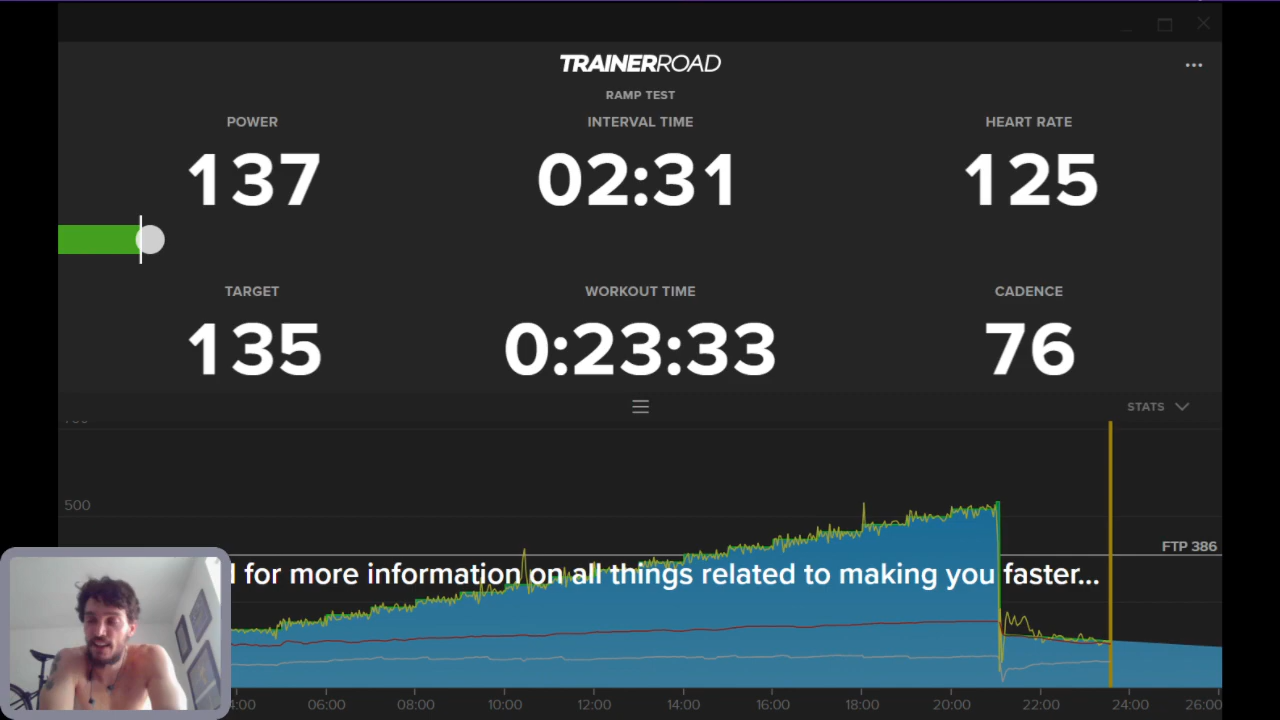 TRAINERROAD
RAMP TEST
POWER INTERVAL TIME HEART RATE
137 02:31 125
TARGET WORKOUT TIME CADENCE
135 0:23:33 76
STATS
500
FTP 386
for more information on all things related to making you faster...
06:00 08:00 10:00 12:00 14:00 16:00 18:00 20:00 22:00 24:00 26:00